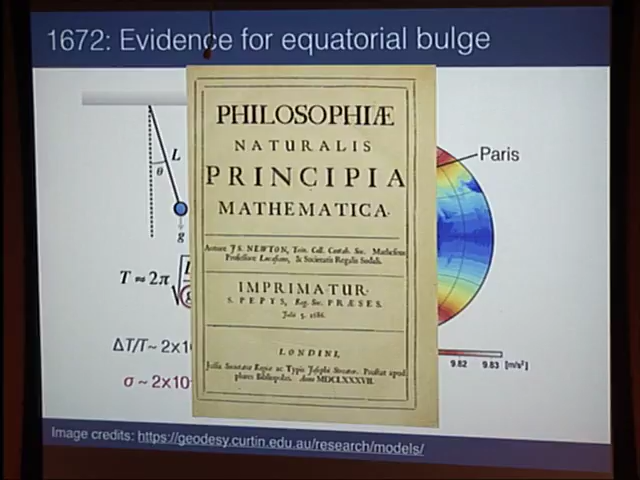 1672: Evidence for equatorial bulge
L
θ
g
T ≈ 2π
ΔT/T~ 2x10
σ ~ 2x10
PHILOSOPHIÆ
NATURALIS
PRINCIPIA
MATHEMATICA.
Autore J S. NEWTON, Trin. Coll. Cantab. Soc. Matheseos
Professore Lucasiano, & Societatis Regalis Sodali.
IMPRIMATUR.
S. PEPYS, Reg. Soc. PRÆSES.
Julii 5. 1686.
LONDINI,
Jussu Societatis Regiæ ac Typis Josephi Streater. Prostat apud
plures Bibliopolas. Anno MDCLXXXVII.
Paris
9.82 9.83 [m/s²]
Image credits: https://geodesy.curtin.edu.au/research/models/